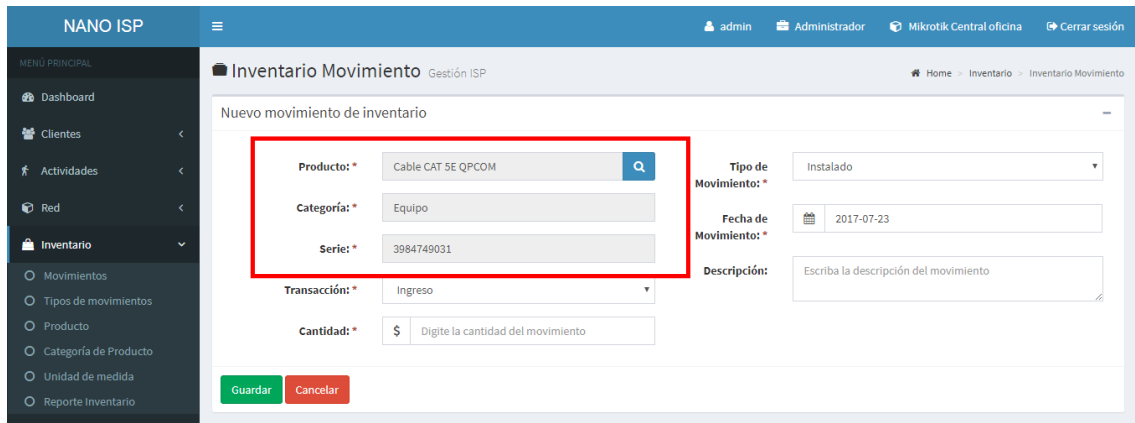 NANO ISP
admin
Administrador
Mikrotik Central oficina
Cerrar sesión
MENÚ PRINCIPAL
Dashboard
Clientes
Actividades
Red
Inventario
Movimientos
Tipos de movimientos
Producto
Categoría de Producto
Unidad de medida
Reporte Inventario
Inventario Movimiento Gestión ISP
Home > Inventario > Inventario Movimiento
Nuevo movimiento de inventario
Producto: * Cable CAT 5E QPCOM
Categoría: * Equipo
Serie: * 3984749031
Transacción: * Ingreso
Cantidad: * $ Digite la cantidad del movimiento
Tipo de
Movimiento: * Instalado
Fecha de
Movimiento: * 2017-07-23
Descripción: Escriba la descripción del movimiento
Guardar Cancelar